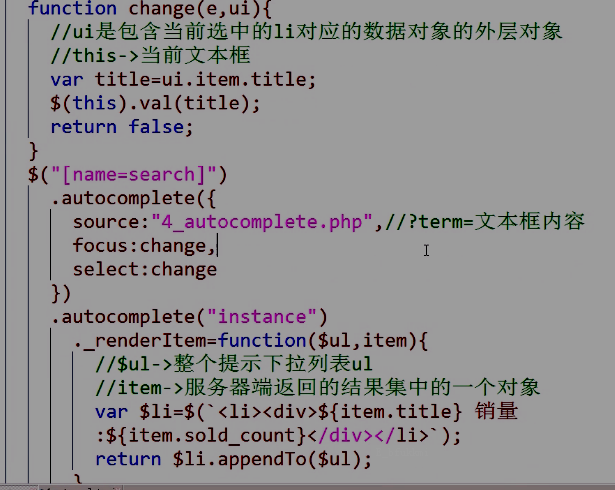 function change(e,ui){
//ui是包含当前选中的li对应的数据对象的外层对象
//this->当前文本框
var title=ui.item.title;
$(this).val(title);
return false;
}
$("[name=search]")
.autocomplete({
source:"4_autocomplete.php",//?term=文本框内容
focus:change,
select:change
})
.autocomplete("instance")
._renderItem=function($ul,item){
//$ul->整个提示下拉列表ul
//item->服务器端返回的结果集中的一个对象
var $li=$(`<li><div>${item.title} 销量
:${item.sold_count}</div></li>`);
return $li.appendTo($ul);